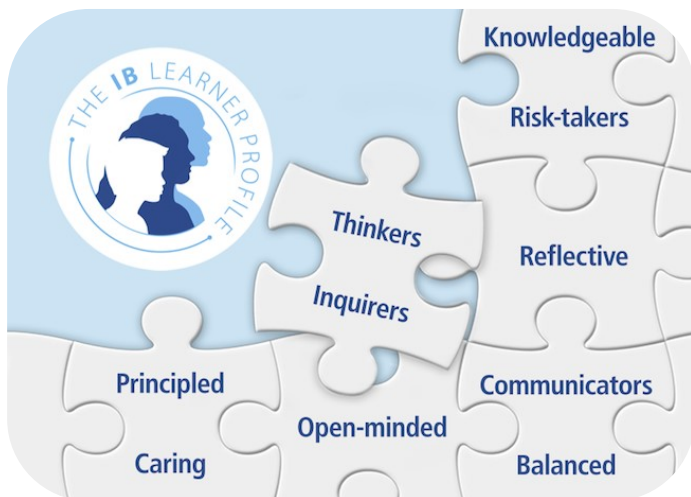 THE IB LEARNER PROFILE
Knowledgeable
Risk-takers
Thinkers
Inquirers
Reflective
Principled
Caring
Open-minded
Communicators
Balanced